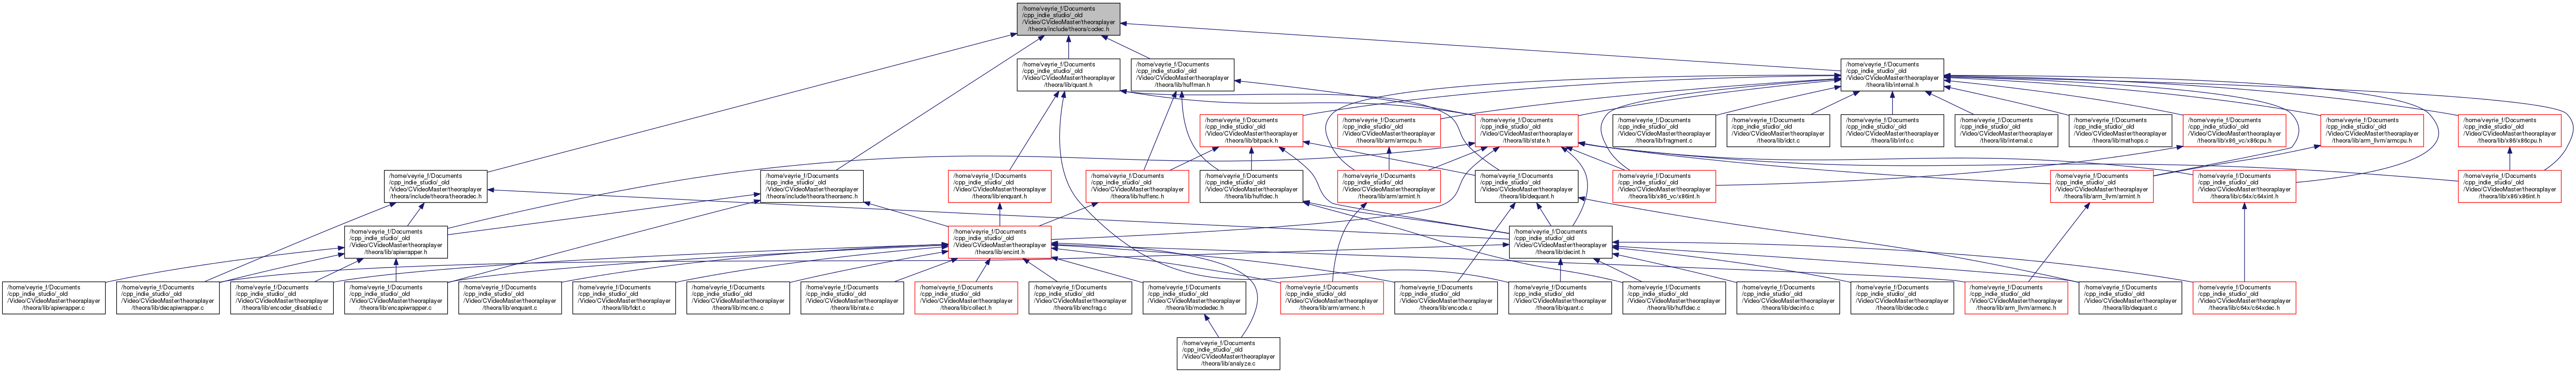 /home/veyrie_f/Documents
/cpp_indie_studio/_old
/Video/CVideoMaster/theoraplayer
/theora/include/theora/codec.h
/home/veyrie_f/Documents
/cpp_indie_studio/_old
/Video/CVideoMaster/theoraplayer
/theora/lib/quant.h
/home/veyrie_f/Documents
/cpp_indie_studio/_old
/Video/CVideoMaster/theoraplayer
/theora/lib/huffman.h
/home/veyrie_f/Documents
/cpp_indie_studio/_old
/Video/CVideoMaster/theoraplayer
/theora/lib/internal.h
/home/veyrie_f/Documents
/cpp_indie_studio/_old
/Video/CVideoMaster/theoraplayer
/theora/lib/bitpack.h
/home/veyrie_f/Documents
/cpp_indie_studio/_old
/Video/CVideoMaster/theoraplayer
/theora/lib/arm/armcpu.h
/home/veyrie_f/Documents
/cpp_indie_studio/_old
/Video/CVideoMaster/theoraplayer
/theora/lib/state.h
/home/veyrie_f/Documents
/cpp_indie_studio/_old
/Video/CVideoMaster/theoraplayer
/theora/lib/fragment.c
/home/veyrie_f/Documents
/cpp_indie_studio/_old
/Video/CVideoMaster/theoraplayer
/theora/lib/idct.c
/home/veyrie_f/Documents
/cpp_indie_studio/_old
/Video/CVideoMaster/theoraplayer
/theora/lib/info.c
/home/veyrie_f/Documents
/cpp_indie_studio/_old
/Video/CVideoMaster/theoraplayer
/theora/lib/internal.c
/home/veyrie_f/Documents
/cpp_indie_studio/_old
/Video/CVideoMaster/theoraplayer
/theora/lib/mathops.c
/home/veyrie_f/Documents
/cpp_indie_studio/_old
/Video/CVideoMaster/theoraplayer
/theora/lib/x86_vc/x86cpu.h
/home/veyrie_f/Documents
/cpp_indie_studio/_old
/Video/CVideoMaster/theoraplayer
/theora/lib/arm_llvm/armcpu.h
/home/veyrie_f/Documents
/cpp_indie_studio/_old
/Video/CVideoMaster/theoraplayer
/theora/lib/x86/x86cpu.h
/home/veyrie_f/Documents
/cpp_indie_studio/_old
/Video/CVideoMaster/theoraplayer
/theora/include/theora/theoradec.h
/home/veyrie_f/Documents
/cpp_indie_studio/_old
/Video/CVideoMaster/theoraplayer
/theora/include/theora/theoraenc.h
/home/veyrie_f/Documents
/cpp_indie_studio/_old
/Video/CVideoMaster/theoraplayer
/theora/lib/enquant.h
/home/veyrie_f/Documents
/cpp_indie_studio/_old
/Video/CVideoMaster/theoraplayer
/theora/lib/huffenc.h
/home/veyrie_f/Documents
/cpp_indie_studio/_old
/Video/CVideoMaster/theoraplayer
/theora/lib/huffdec.h
/home/veyrie_f/Documents
/cpp_indie_studio/_old
/Video/CVideoMaster/theoraplayer
/theora/lib/arm/armint.h
/home/veyrie_f/Documents
/cpp_indie_studio/_old
/Video/CVideoMaster/theoraplayer
/theora/lib/dequant.h
/home/veyrie_f/Documents
/cpp_indie_studio/_old
/Video/CVideoMaster/theoraplayer
/theora/lib/x86_vc/x86int.h
/home/veyrie_f/Documents
/cpp_indie_studio/_old
/Video/CVideoMaster/theoraplayer
/theora/lib/arm_llvm/armint.h
/home/veyrie_f/Documents
/cpp_indie_studio/_old
/Video/CVideoMaster/theoraplayer
/theora/lib/c64x/c64xint.h
/home/veyrie_f/Documents
/cpp_indie_studio/_old
/Video/CVideoMaster/theoraplayer
/theora/lib/x86/x86int.h
/home/veyrie_f/Documents
/cpp_indie_studio/_old
/Video/CVideoMaster/theoraplayer
/theora/lib/apiwrapper.h
/home/veyrie_f/Documents
/cpp_indie_studio/_old
/Video/CVideoMaster/theoraplayer
/theora/lib/encint.h
/home/veyrie_f/Documents
/cpp_indie_studio/_old
/Video/CVideoMaster/theoraplayer
/theora/lib/decint.h
/home/veyrie_f/Documents
/cpp_indie_studio/_old
/Video/CVideoMaster/theoraplayer
/theora/lib/apiwrapper.c
/home/veyrie_f/Documents
/cpp_indie_studio/_old
/Video/CVideoMaster/theoraplayer
/theora/lib/decapiwrapper.c
/home/veyrie_f/Documents
/cpp_indie_studio/_old
/Video/CVideoMaster/theoraplayer
/theora/lib/encoder_disabled.c
/home/veyrie_f/Documents
/cpp_indie_studio/_old
/Video/CVideoMaster/theoraplayer
/theora/lib/encapiwrapper.c
/home/veyrie_f/Documents
/cpp_indie_studio/_old
/Video/CVideoMaster/theoraplayer
/theora/lib/enquant.c
/home/veyrie_f/Documents
/cpp_indie_studio/_old
/Video/CVideoMaster/theoraplayer
/theora/lib/fdct.c
/home/veyrie_f/Documents
/cpp_indie_studio/_old
/Video/CVideoMaster/theoraplayer
/theora/lib/mcenc.c
/home/veyrie_f/Documents
/cpp_indie_studio/_old
/Video/CVideoMaster/theoraplayer
/theora/lib/rate.c
/home/veyrie_f/Documents
/cpp_indie_studio/_old
/Video/CVideoMaster/theoraplayer
/theora/lib/collect.h
/home/veyrie_f/Documents
/cpp_indie_studio/_old
/Video/CVideoMaster/theoraplayer
/theora/lib/encfrag.c
/home/veyrie_f/Documents
/cpp_indie_studio/_old
/Video/CVideoMaster/theoraplayer
/theora/lib/modedec.h
/home/veyrie_f/Documents
/cpp_indie_studio/_old
/Video/CVideoMaster/theoraplayer
/theora/lib/arm/armenc.h
/home/veyrie_f/Documents
/cpp_indie_studio/_old
/Video/CVideoMaster/theoraplayer
/theora/lib/encode.c
/home/veyrie_f/Documents
/cpp_indie_studio/_old
/Video/CVideoMaster/theoraplayer
/theora/lib/quant.c
/home/veyrie_f/Documents
/cpp_indie_studio/_old
/Video/CVideoMaster/theoraplayer
/theora/lib/huffdec.c
/home/veyrie_f/Documents
/cpp_indie_studio/_old
/Video/CVideoMaster/theoraplayer
/theora/lib/decinfo.c
/home/veyrie_f/Documents
/cpp_indie_studio/_old
/Video/CVideoMaster/theoraplayer
/theora/lib/decode.c
/home/veyrie_f/Documents
/cpp_indie_studio/_old
/Video/CVideoMaster/theoraplayer
/theora/lib/arm_llvm/armenc.h
/home/veyrie_f/Documents
/cpp_indie_studio/_old
/Video/CVideoMaster/theoraplayer
/theora/lib/dequant.c
/home/veyrie_f/Documents
/cpp_indie_studio/_old
/Video/CVideoMaster/theoraplayer
/theora/lib/c64x/c64xdec.h
/home/veyrie_f/Documents
/cpp_indie_studio/_old
/Video/CVideoMaster/theoraplayer
/theora/lib/analyze.c